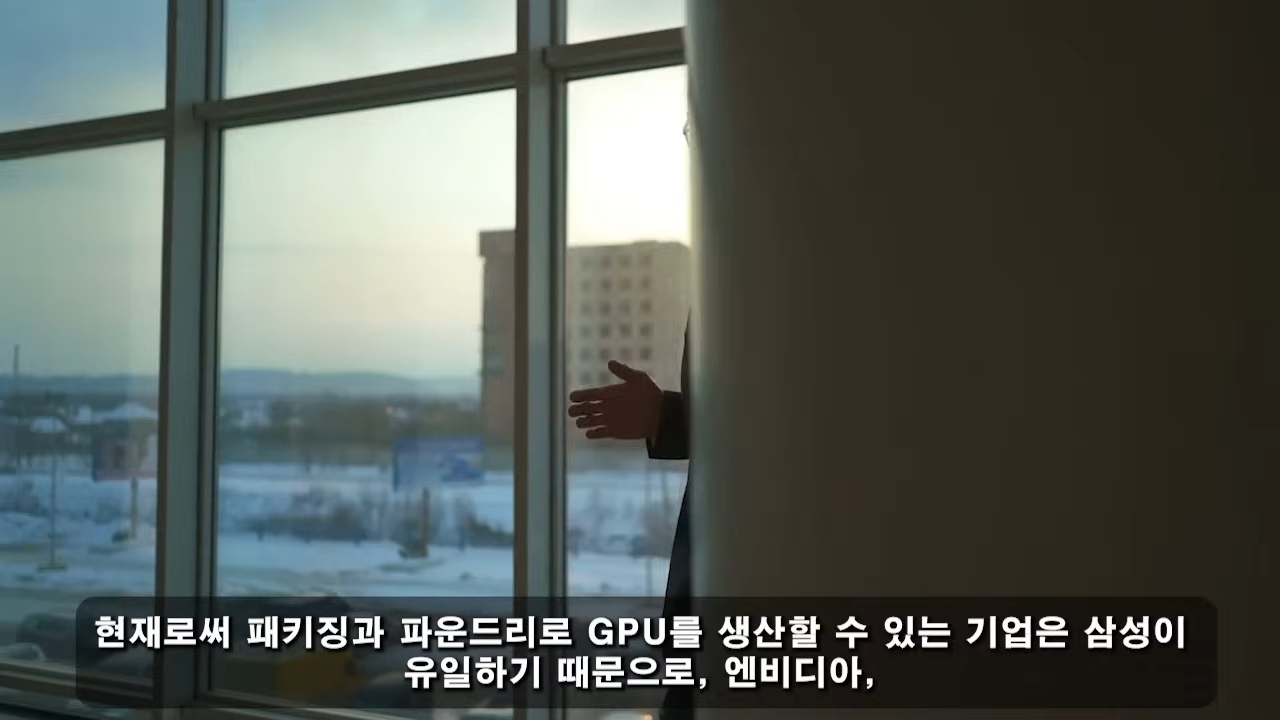 현재로써 패키징과 파운드리로 GPU를 생산할 수 있는 기업은 삼성이
유일하기 때문으로, 엔비디아,